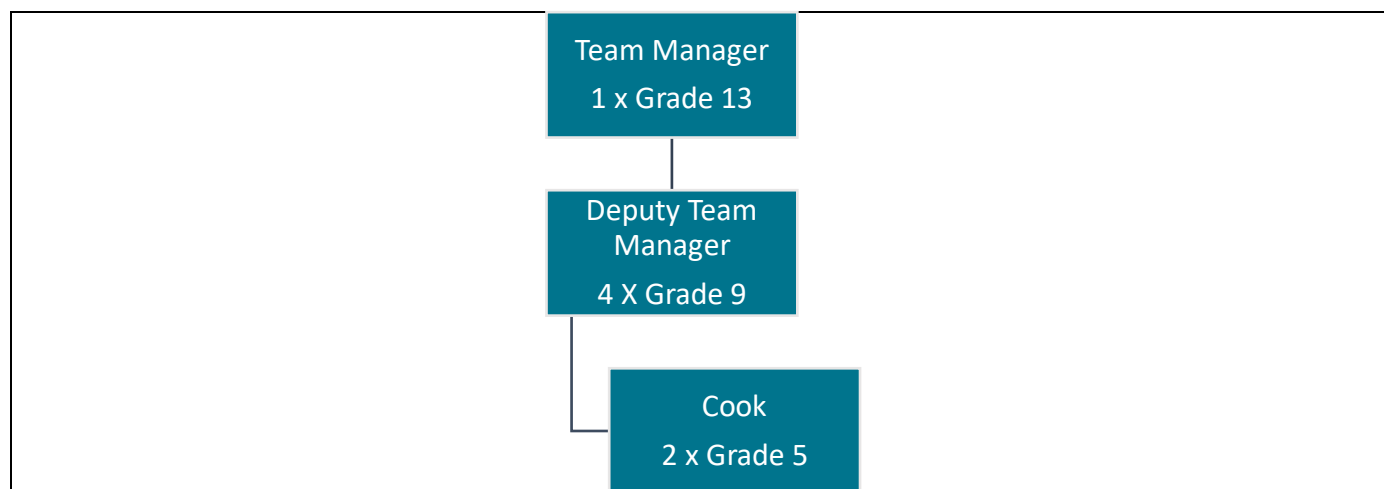 Team Manager
1 x Grade 13
Deputy Team
Manager
4 X Grade 9
Cook
2 x Grade 5